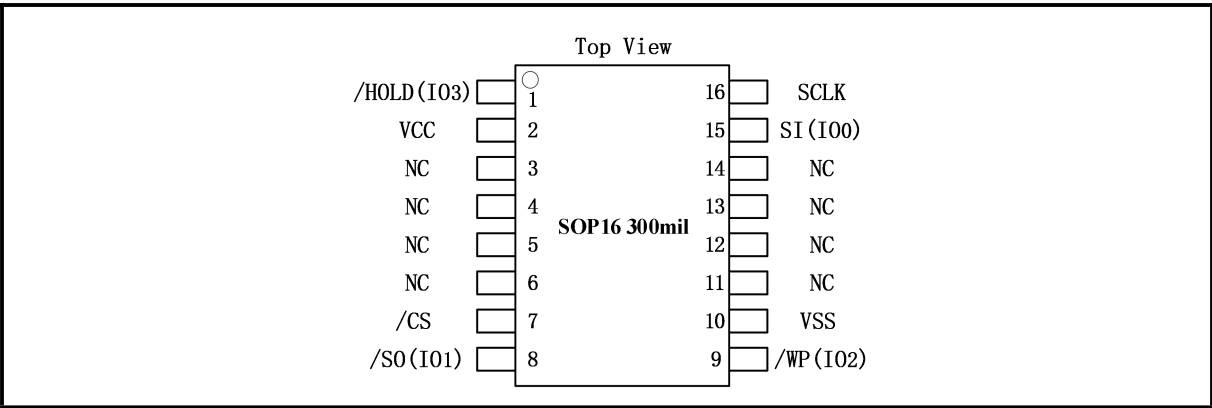 Top View
/HOLD(IO3) 1 16 SCLK
VCC 2 15 SI(IO0)
NC 3 14 NC
NC 4 13 NC
SOP16 300mil
NC 5 12 NC
NC 6 11 NC
/CS 7 10 VSS
/SO(IO1) 8 9 /WP(IO2)